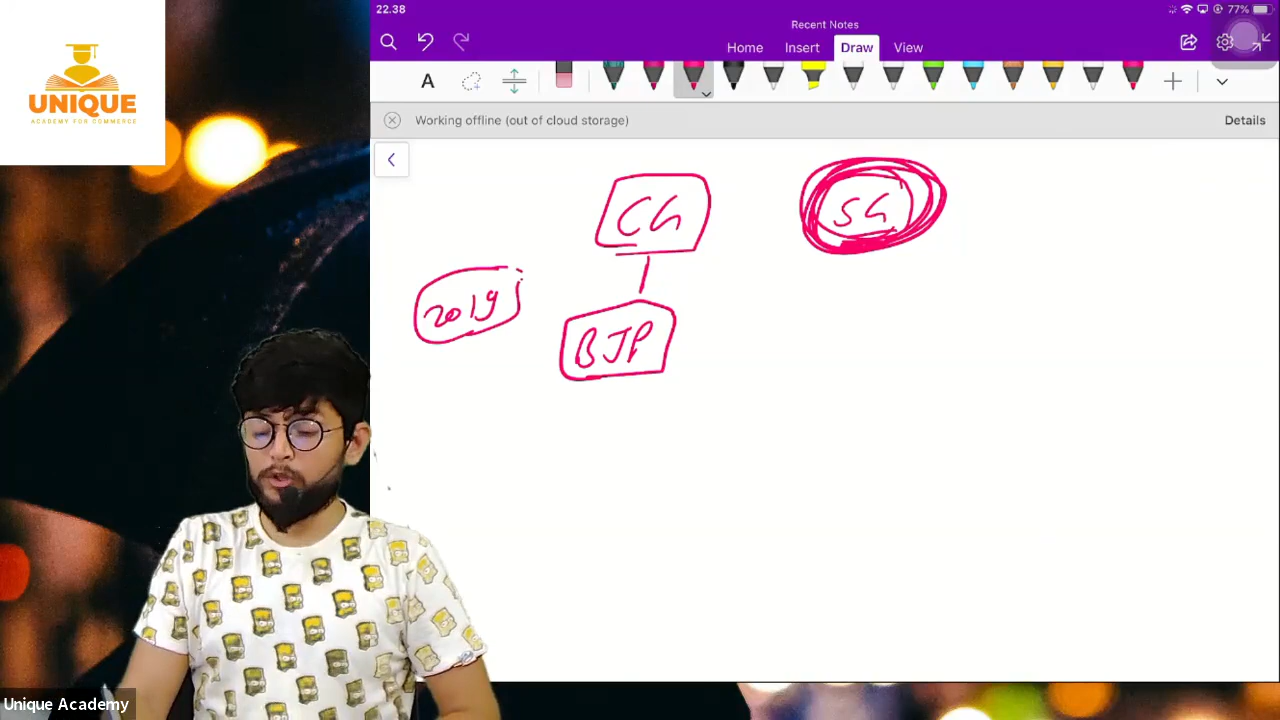 22.38
77%
Recent Notes
Home Insert Draw View
A
Working offline (out of cloud storage)
Details
UNIQUE
ACADEMY FOR COMMERCE
CG
SG
2019
BJP
Unique Academy